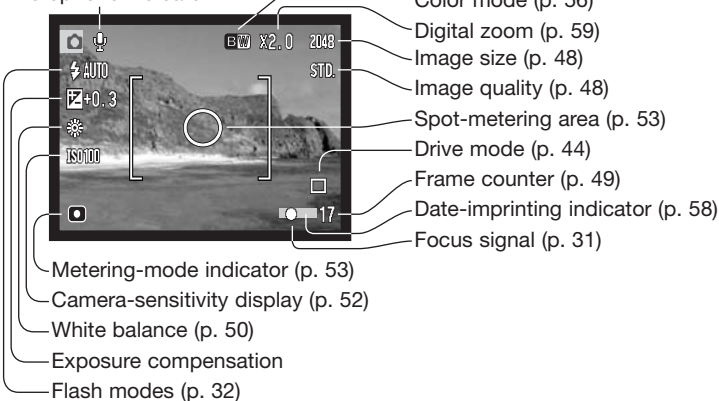 Color mode (p. 56)
Digital zoom (p. 59)
Image size (p. 48)
Image quality (p. 48)
Spot-metering area (p. 53)
Drive mode (p. 44)
Frame counter (p. 49)
Date-imprinting indicator (p. 58)
Focus signal (p. 31)
BW X2.0 2048
AUTO STD.
+0.3
ISO100
17
Metering-mode indicator (p. 53)
Camera-sensitivity display (p. 52)
White balance (p. 50)
Exposure compensation
Flash modes (p. 32)